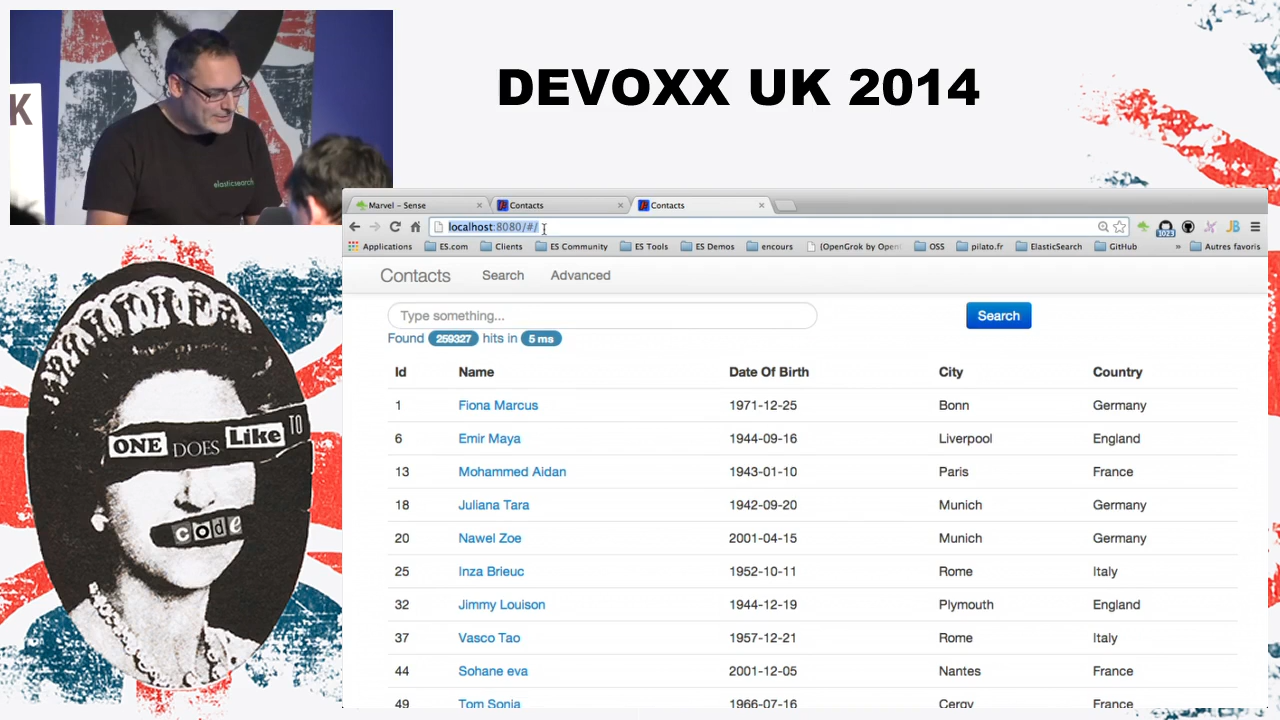 K
elasticsearch
DEVOXX UK 2014
ONE DOES Like TO
code
Marvel – Sense
Contacts
Contacts
localhost:8080/#/
1023
JB
Applications ES.com Clients ES Community ES Tools ES Demos encours (OpenGrok by Open OSS pilato.fr ElasticSearch GitHub » Autres favoris
Contacts Search Advanced
Type something... Search
Found 259327 hits in 5 ms
Id Name Date Of Birth City Country
1 Fiona Marcus 1971-12-25 Bonn Germany
6 Emir Maya 1944-09-16 Liverpool England
13 Mohammed Aidan 1943-01-10 Paris France
18 Juliana Tara 1942-09-20 Munich Germany
20 Nawel Zoe 2001-04-15 Munich Germany
25 Inza Brieuc 1952-10-11 Rome Italy
32 Jimmy Louison 1944-12-19 Plymouth England
37 Vasco Tao 1957-12-21 Rome Italy
44 Sohane eva 2001-12-05 Nantes France
49 Tom Sonia 1966-07-16 Cergy France